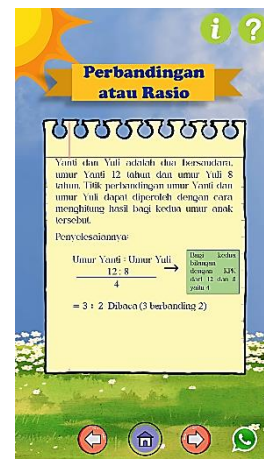 i ?
Perbandingan
atau Rasio
Yanti dan Yuli adalah dua bersaudara,
umur Yanti 12 tahun dan umur Yuli 8
tahun. Titik perbandingan umur Yanti dan
umur Yuli dapat diperoleh dengan cara
menghitung hasil bagi kedua umur anak
tersebut.
Penyelesaiannya:
Umur Yanti : Umur Yuli
12 : 8
4
Bagi kedua
bilangan
dengan KPK
dari 12 dan 8
yaitu 4
= 3 : 2 Dibaca (3 berbanding 2)